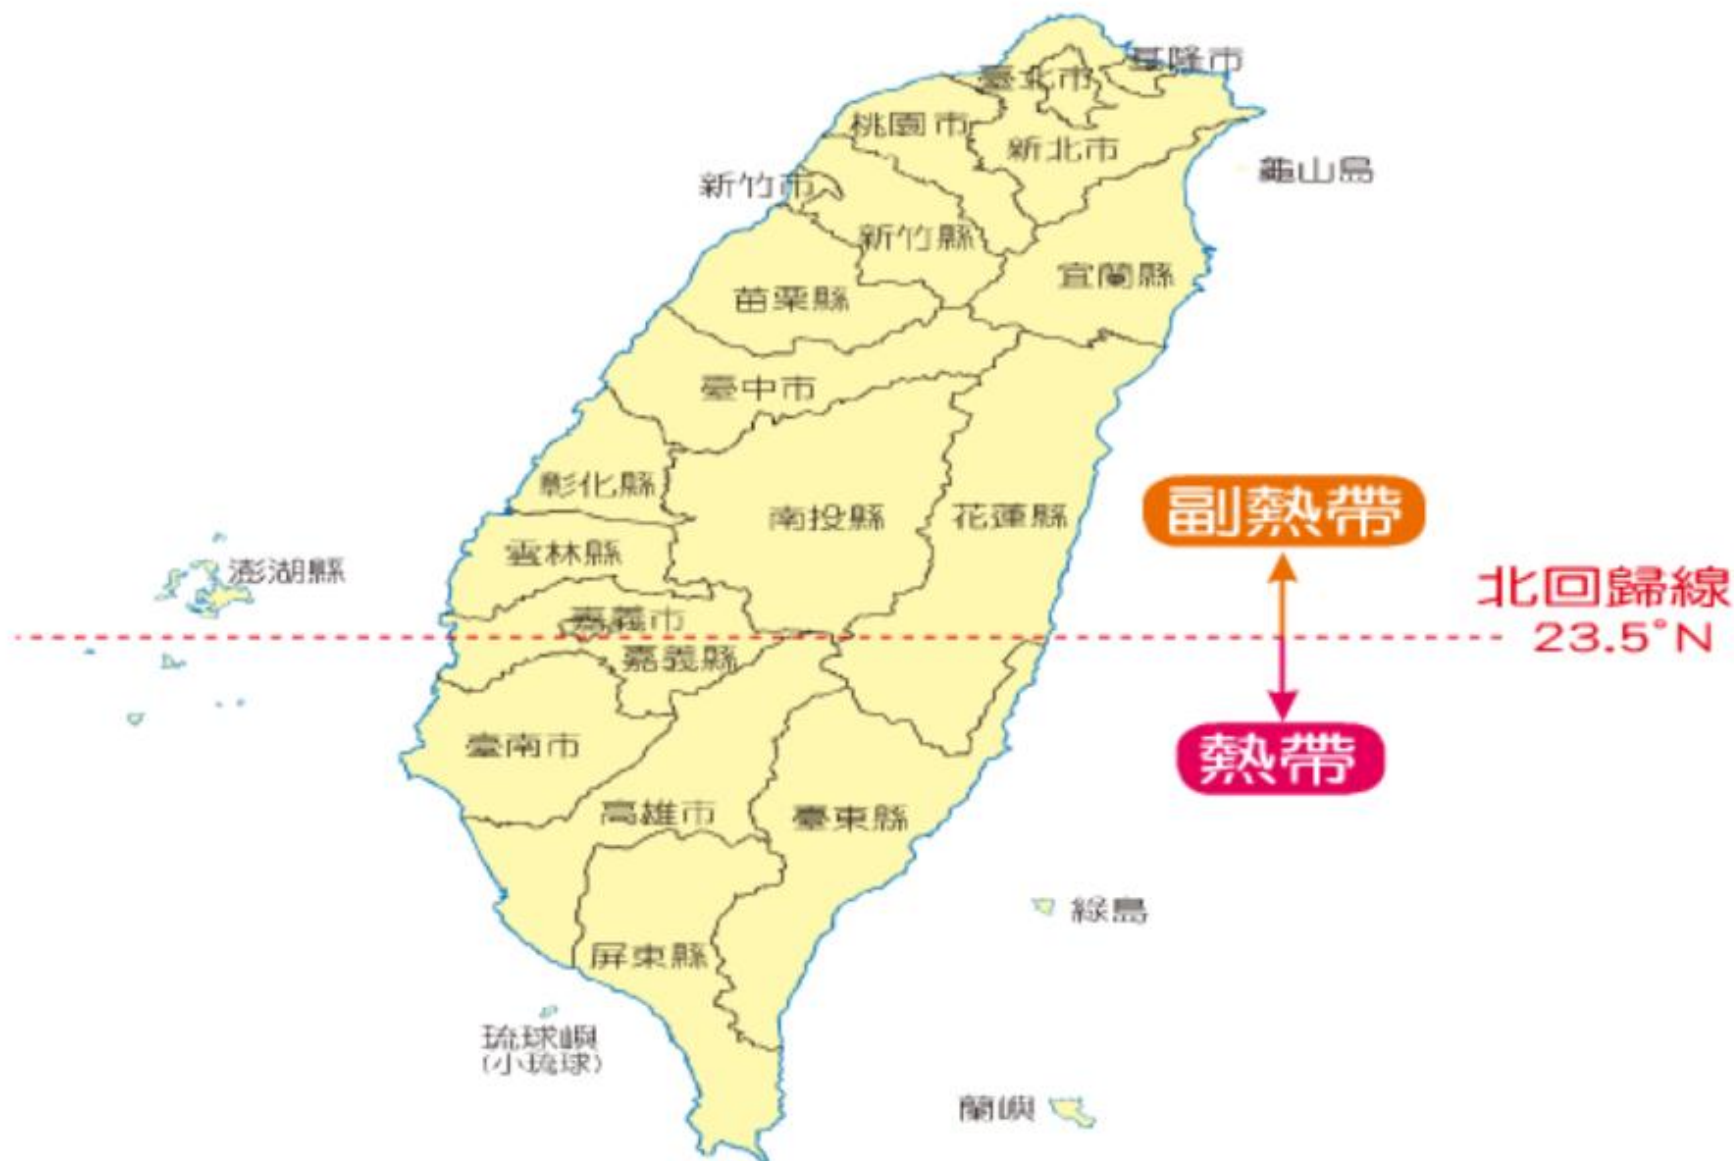 基隆市
臺北市
桃園市
新北市
龜山島
新竹市
新竹縣
宜蘭縣
苗栗縣
臺中市
彰化縣
南投縣
花蓮縣
副熱帶
雲林縣
澎湖縣
北回歸線
23.5°N
嘉義市
嘉義縣
臺南市
熱帶
高雄市
臺東縣
綠島
屏東縣
琉球嶼
(小琉球)
蘭嶼